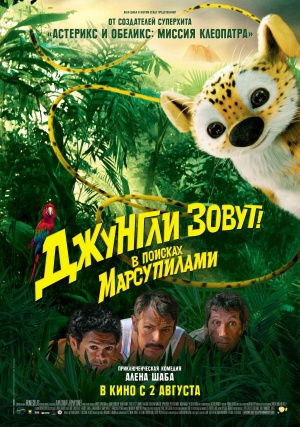 ОТ СОЗДАТЕЛЕЙ СУПЕРХИТА
«АСТЕРИКС И ОБЕЛИКС: МИССИЯ КЛЕОПАТРА»
ДЖУНГЛИ ЗОВУТ!
В ПОИСКАХ
МАРСУПИЛАМИ
ПРИКЛЮЧЕНЧЕСКАЯ КОМЕДИЯ
АЛЕНА ШАБА
В КИНО С 2 АВГУСТА